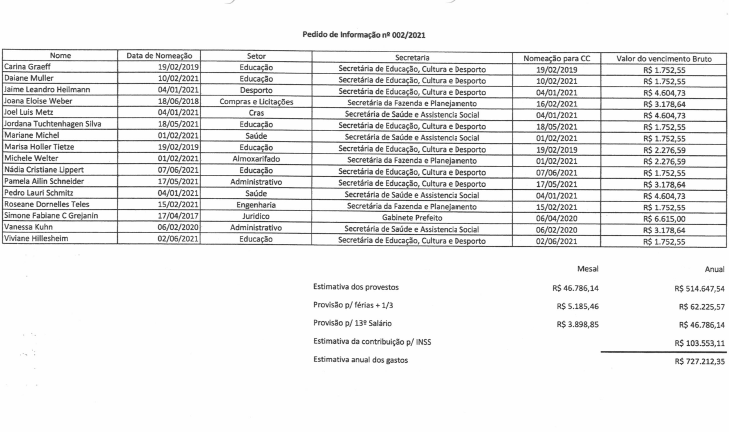 Pedido de Informação nº 002/2021
Nome Data de Nomeação Setor Secretaria Nomeação para CC Valor do vencimento Bruto
Carina Graeff 19/02/2019 Educação Secretária de Educação, Cultura e Desporto 19/02/2019 R$ 1.752,55
Daiane Muller 10/02/2021 Educação Secretária de Educação, Cultura e Desporto 10/02/2021 R$ 1.752,55
Jaime Leandro Heilmann 04/01/2021 Desporto Secretária de Educação, Cultura e Desporto 04/01/2021 R$ 4.604,73
Joana Eloise Weber 18/06/2018 Compras e Licitações Secretária da Fazenda e Planejamento 16/02/2021 R$ 3.178,64
Joel Luis Metz 04/01/2021 Cras Secretária de Saúde e Assistencia Social 04/01/2021 R$ 4.604,73
Jordana Tuchtenhagen Silva 18/05/2021 Educação Secretária de Educação, Cultura e Desporto 18/05/2021 R$ 1.752,55
Mariane Michel 01/02/2021 Saúde Secretária de Saúde e Assistencia Social 01/02/2021 R$ 1.752,55
Marisa Holler Tietze 19/02/2019 Educação Secretária de Educação, Cultura e Desporto 19/02/2019 R$ 2.276,59
Michele Welter 01/02/2021 Almoxarifado Secretária da Fazenda e Planejamento 01/02/2021 R$ 2.276,59
Nádia Cristiane Lippert 07/06/2021 Educação Secretária de Educação, Cultura e Desporto 07/06/2021 R$ 1.752,55
Pamela Ailin Schneider 17/05/2021 Administrativo Secretária de Educação, Cultura e Desporto 17/05/2021 R$ 3.178,64
Pedro Lauri Schmitz 04/01/2021 Saúde Secretária de Saúde e Assistencia Social 04/01/2021 R$ 4.604,73
Roseane Dornelles Teles 15/02/2021 Engenharia Secretária da Fazenda e Planejamento 15/02/2021 R$ 1.752,55
Simone Fabiane C Grejanin 17/04/2017 Juridico Gabinete Prefeito 06/04/2020 R$ 6.615,00
Vanessa Kuhn 06/02/2020 Administrativo Secretária de Saúde e Assistencia Social 06/02/2020 R$ 3.178,64
Viviane Hillesheim 02/06/2021 Educação Secretária de Educação, Cultura e Desporto 02/06/2021 R$ 1.752,55
Mesal Anual
Estimativa dos provestos R$ 46.786,14 R$ 514.647,54
Provisão p/ férias + 1/3 R$ 5.185,46 R$ 62.225,57
Provisão p/ 13º Salário R$ 3.898,85 R$ 46.786,14
Estimativa da contribuição p/ INSS R$ 103.553,11
Estimativa anual dos gastos R$ 727.212,35